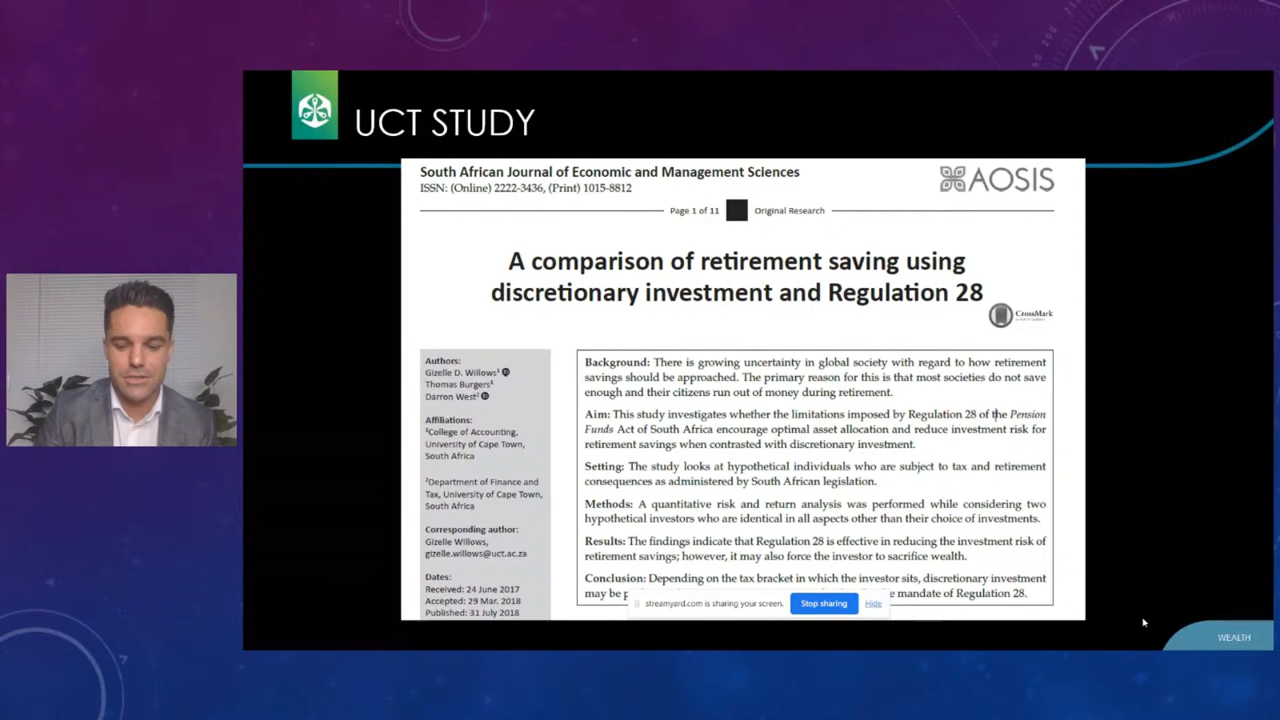 UCT STUDY
South African Journal of Economic and Management Sciences
ISSN: (Online) 2222-3436, (Print) 1015-8812
AOSIS
Page 1 of 11 Original Research
A comparison of retirement saving using
discretionary investment and Regulation 28
CrossMark
Authors:
Gizelle D. Willows¹
Thomas Burgers¹
Darron West²
Affiliations:
¹College of Accounting,
University of Cape Town,
South Africa
²Department of Finance and
Tax, University of Cape Town,
South Africa
Corresponding author:
Gizelle Willows,
gizelle.willows@uct.ac.za
Dates:
Received: 24 June 2017
Accepted: 29 Mar. 2018
Published: 31 July 2018
Background: There is growing uncertainty in global society with regard to how retirement
savings should be approached. The primary reason for this is that most societies do not save
enough and their citizens run out of money during retirement.
Aim: This study investigates whether the limitations imposed by Regulation 28 of the Pension
Funds Act of South Africa encourage optimal asset allocation and reduce investment risk for
retirement savings when contrasted with discretionary investment.
Setting: The study looks at hypothetical individuals who are subject to tax and retirement
consequences as administered by South African legislation.
Methods: A quantitative risk and return analysis was performed while considering two
hypothetical investors who are identical in all aspects other than their choice of investments.
Results: The findings indicate that Regulation 28 is effective in reducing the investment risk of
retirement savings; however, it may also force the investor to sacrifice wealth.
Conclusion: Depending on the tax bracket in which the investor sits, discretionary investment
may be mandate of Regulation 28.
streamyard.com is sharing your screen. Stop sharing Hide
WEALTH